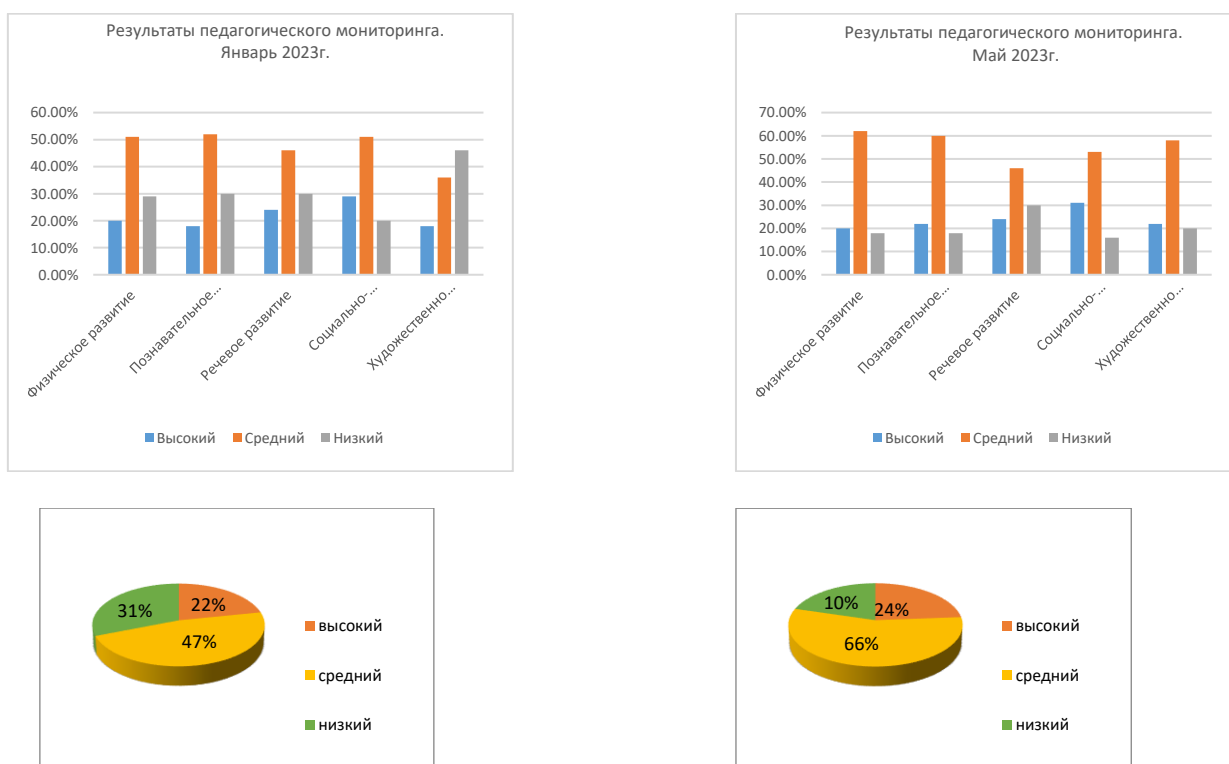 Результаты педагогического мониторинга.
Январь 2023г.
60.00%
50.00%
40.00%
30.00%
20.00%
10.00%
0.00%
Физическое развитие
Познавательное...
Речевое развитие
Социально-...
Художественно...
Высокий Средний Низкий
Результаты педагогического мониторинга.
Май 2023г.
70.00%
60.00%
50.00%
40.00%
30.00%
20.00%
10.00%
0.00%
Физическое развитие
Познавательное...
Речевое развитие
Социально-...
Художественно...
Высокий Средний Низкий
31%
22%
47%
высокий
средний
низкий
10%
24%
66%
высокий
средний
низкий